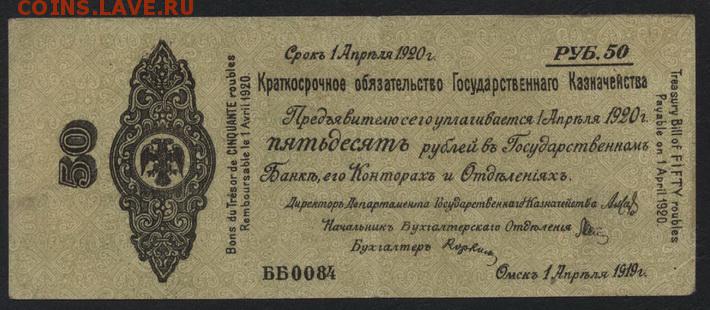 COINS.LAVE.RU
Срокъ 1 Апрѣля 1920 г.
РУБ. 50
Краткосрочное обязательство Государственнаго Казначейства
Предъявителю сего уплачивается 1 Апрѣля 1920 г.
пятьдесятъ рублей въ Государственномъ
Банкѣ, его Конторахъ и Отдѣленіяхъ.
Директоръ Департамента Государственнаго Казначейства
Начальникъ Бухгалтерскаго Отдѣленія
Бухгалтеръ
ББ0084
Омскъ 1 Апрѣля 1919 г.
50
Bons du Trésor de CINQUANTE roubles
Remboursable le 1 Avril 1920.
Treasury Bill of FIFTY roubles
Payable on 1 April 1920.